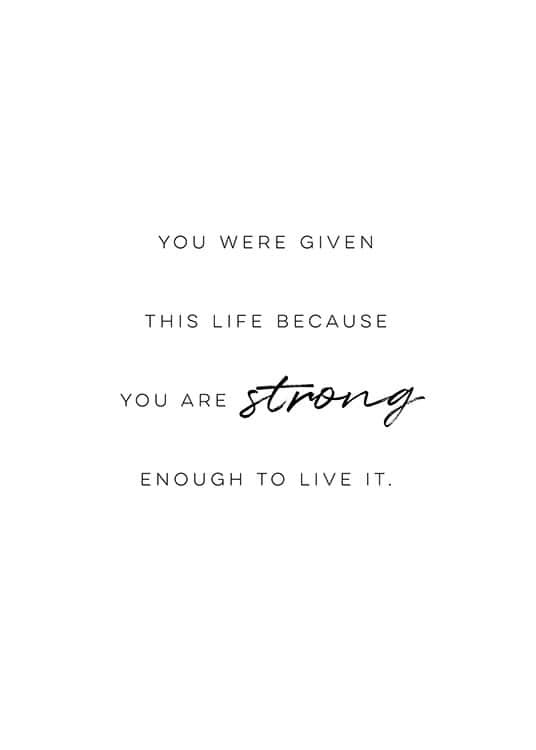 YOU WERE GIVEN
THIS LIFE BECAUSE
YOU ARE strong
ENOUGH TO LIVE IT.